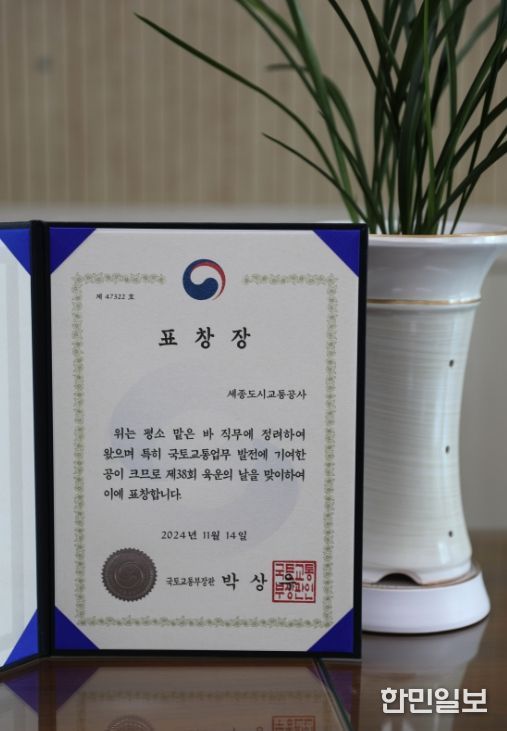 제 47322 호
표 창 장
세종도시교통공사
위는 평소 맡은 바 직무에 정려하여
왔으며 특히 국토교통업무 발전에 기여한
공이 크므로 제38회 육운의 날을 맞이하여
이에 표창합니다.
2024년 11월 14일
국토교통부장관 박 상 우
국토교통
부장관인
한민일보